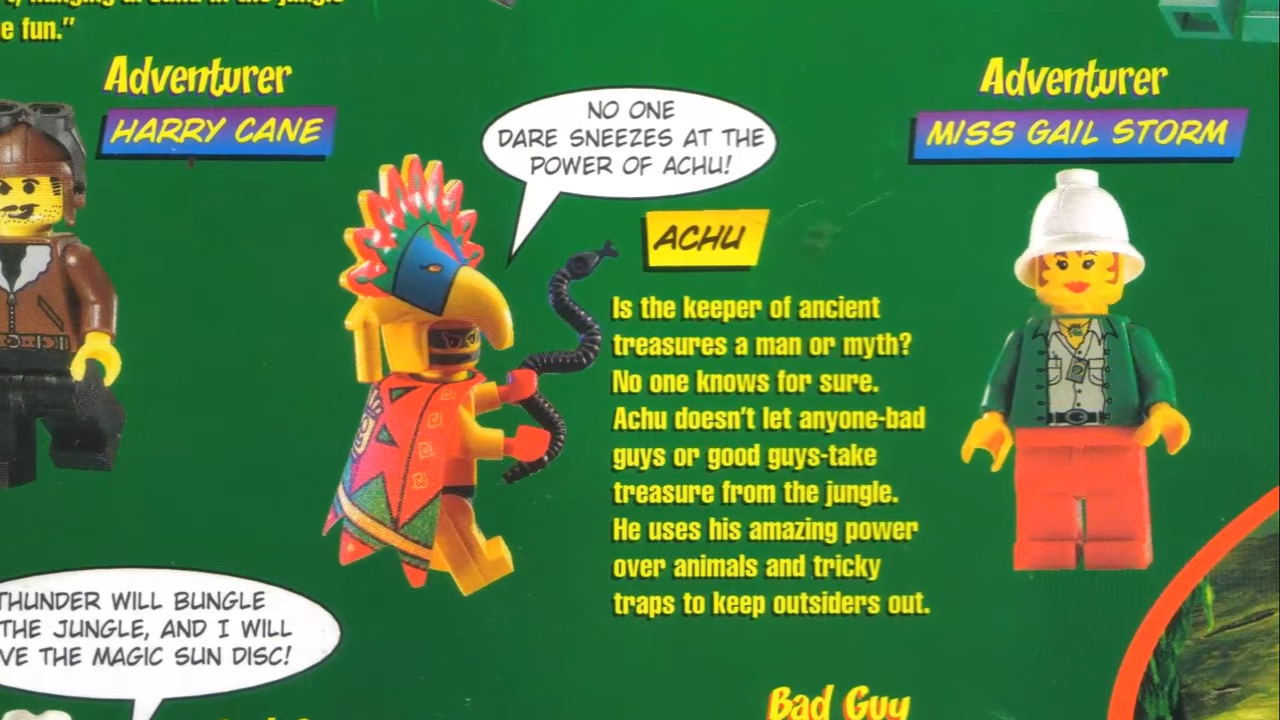 e fun."
Adventurer
HARRY CANE
NO ONE
DARE SNEEZES AT THE
POWER OF ACHU!
ACHU
Is the keeper of ancient
treasures a man or myth?
No one knows for sure.
Achu doesn't let anyone-bad
guys or good guys-take
treasure from the jungle.
He uses his amazing power
over animals and tricky
traps to keep outsiders out.
Adventurer
MISS GAIL STORM
THUNDER WILL BUNGLE
THE JUNGLE, AND I WILL
VE THE MAGIC SUN DISC!
Bad Guy